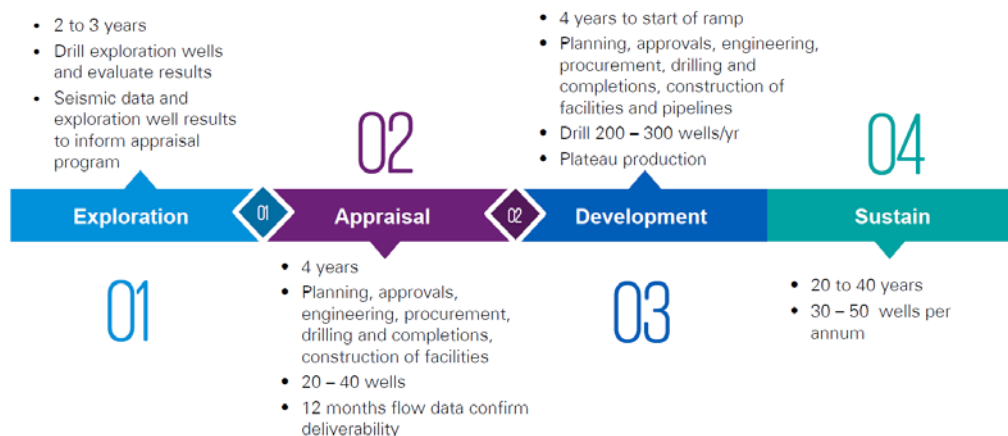 • 2 to 3 years
• Drill exploration wells
and evaluate results
• Seismic data and
exploration well results
to inform appraisal
program
02
• 4 years to start of ramp
• Planning, approvals, engineering,
procurement, drilling and
completions, construction of
facilities and pipelines
• Drill 200 – 300 wells/yr
• Plateau production
04
Exploration
01
Appraisal
02
Development
Sustain
01
• 4 years
• Planning, approvals,
engineering, procurement,
drilling and completions,
construction of facilities
• 20 – 40 wells
• 12 months flow data confirm
deliverability
03
• 20 to 40 years
• 30 – 50 wells per
annum